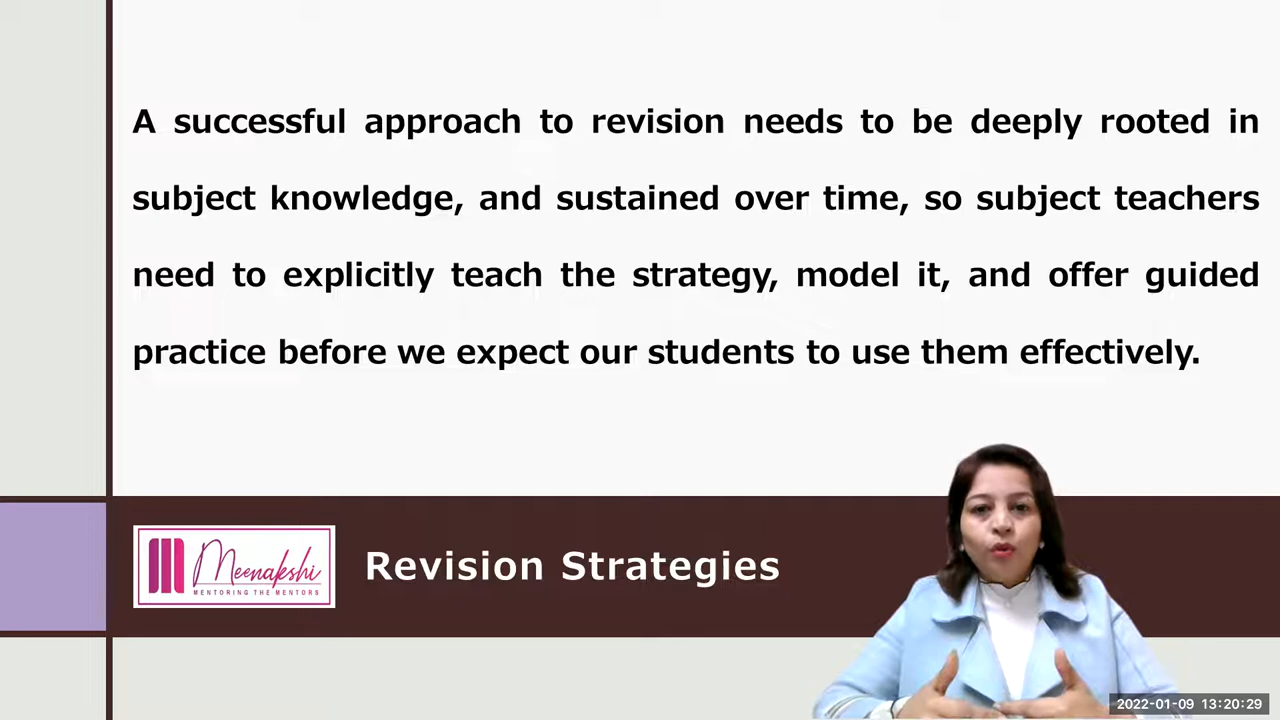 A successful approach to revision needs to be deeply rooted in
subject knowledge, and sustained over time, so subject teachers
need to explicitly teach the strategy, model it, and offer guided
practice before we expect our students to use them effectively.
Meenakshi
MENTORING THE MENTORS
Revision Strategies
2022-01-09 13:20:29